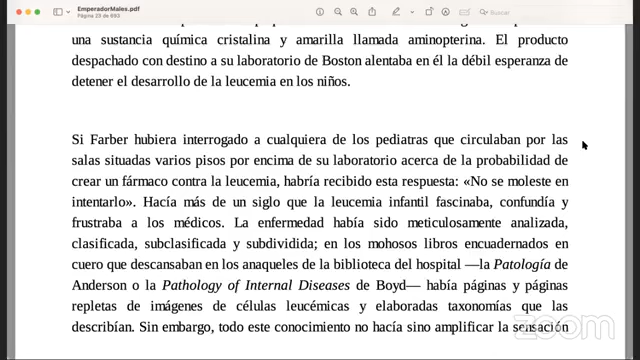 EmperadorMales.pdf
Página 23 de 693
Buscar
una sustancia química cristalina y amarilla llamada aminopterina. El producto
despachado con destino a su laboratorio de Boston alentaba en él la débil esperanza de
detener el desarrollo de la leucemia en los niños.
Si Farber hubiera interrogado a cualquiera de los pediatras que circulaban por las
salas situadas varios pisos por encima de su laboratorio acerca de la probabilidad de
crear un fármaco contra la leucemia, habría recibido esta respuesta: «No se moleste en
intentarlo». Hacía más de un siglo que la leucemia infantil fascinaba, confundía y
frustraba a los médicos. La enfermedad había sido meticulosamente analizada,
clasificada, subclasificada y subdividida; en los mohosos libros encuadernados en
cuero que descansaban en los anaqueles de la biblioteca del hospital —la Patología de
Anderson o la Pathology of Internal Diseases de Boyd— había páginas y páginas
repletas de imágenes de células leucémicas y elaboradas taxonomías que las
describían. Sin embargo, todo este conocimiento no hacía sino amplificar la sensación
zoom